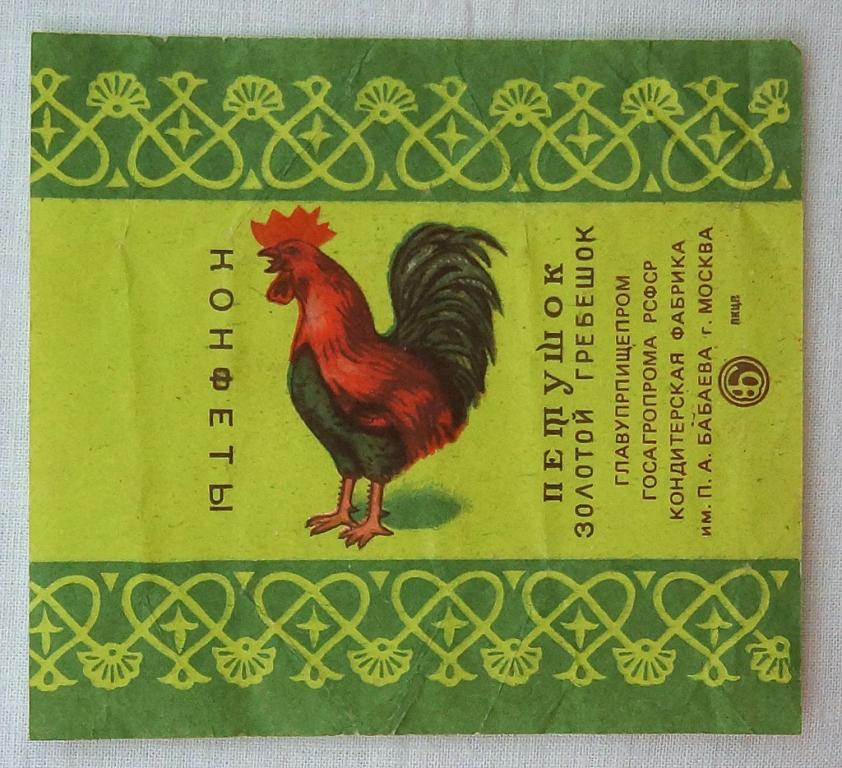 КОНФЕТЫ
ПЕТУШОК
ЗОЛОТОЙ ГРЕБЕШОК
ГЛАВУПРПИЩЕПРОМ
ГОСАГРОПРОМА РСФСР
КОНДИТЕРСКАЯ ФАБРИКА
им. П. А. БАБАЕВА г. МОСКВА
Б